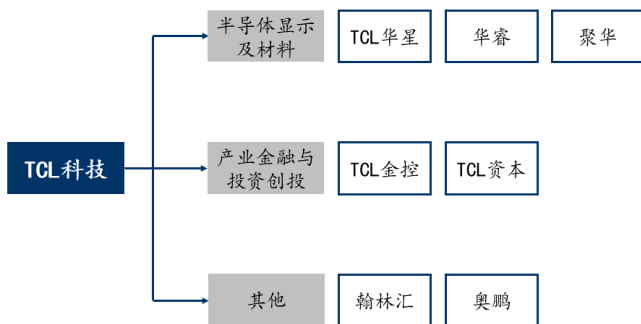 半导体显示
及材料
TCL华星
华睿
聚华
TCL科技
产业金融与
投资创投
TCL金控
TCL资本
其他
翰林汇
奥鹏